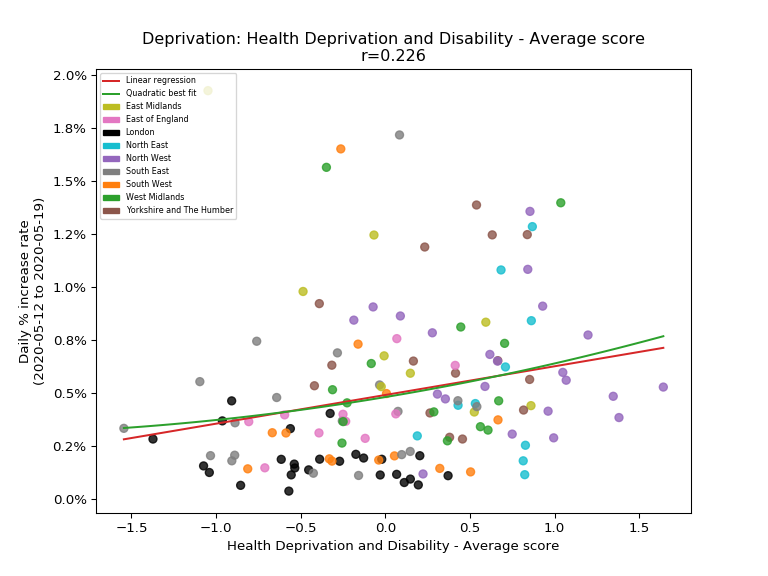 Deprivation: Health Deprivation and Disability - Average score
r=0.226
2.0%
1.8%
1.5%
1.2%
1.0%
0.8%
0.5%
0.2%
0.0%
Daily % increase rate
(2020-05-12 to 2020-05-19)
Linear regression
Quadratic best fit
East Midlands
East of England
London
North East
North West
South East
South West
West Midlands
Yorkshire and The Humber
−1.5
−1.0
−0.5
0.0
0.5
1.0
1.5
Health Deprivation and Disability - Average score